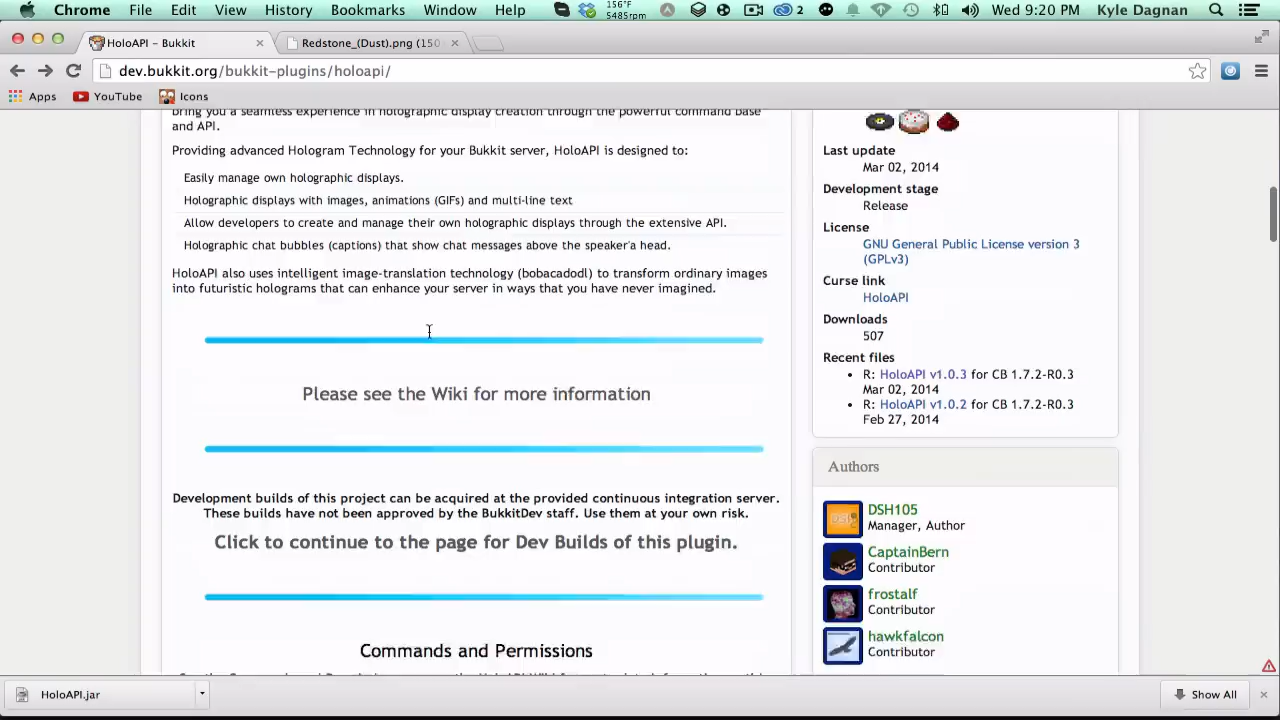 Chrome File Edit View History Bookmarks Window Help 156°F 5485rpm 2 Wed 9:20 PM Kyle Dagnan
HoloAPI – Bukkit
Redstone_(Dust).png (150
dev.bukkit.org/bukkit-plugins/holoapi/
Apps YouTube Icons
bring you a seamless experience in holographic display creation through the powerful command base
and API.
Providing advanced Hologram Technology for your Bukkit server, HoloAPI is designed to:
Easily manage own holographic displays.
Holographic displays with images, animations (GIFs) and multi-line text
Allow developers to create and manage their own holographic displays through the extensive API.
Holographic chat bubbles (captions) that show chat messages above the speaker's head.
HoloAPI also uses intelligent image-translation technology (bobacadodl) to transform ordinary images
into futuristic holograms that can enhance your server in ways that you have never imagined.
Please see the Wiki for more information
Development builds of this project can be acquired at the provided continuous integration server.
These builds have not been approved by the BukkitDev staff. Use them at your own risk.
Click to continue to the page for Dev Builds of this plugin.
Commands and Permissions
Last update
Mar 02, 2014
Development stage
Release
License
GNU General Public License version 3
(GPLv3)
Curse link
HoloAPI
Downloads
507
Recent files
R: HoloAPI v1.0.3 for CB 1.7.2-R0.3
Mar 02, 2014
R: HoloAPI v1.0.2 for CB 1.7.2-R0.3
Feb 27, 2014
Authors
DSH105
Manager, Author
CaptainBern
Contributor
frostalf
Contributor
hawkfalcon
Contributor
HoloAPI.jar
Show All